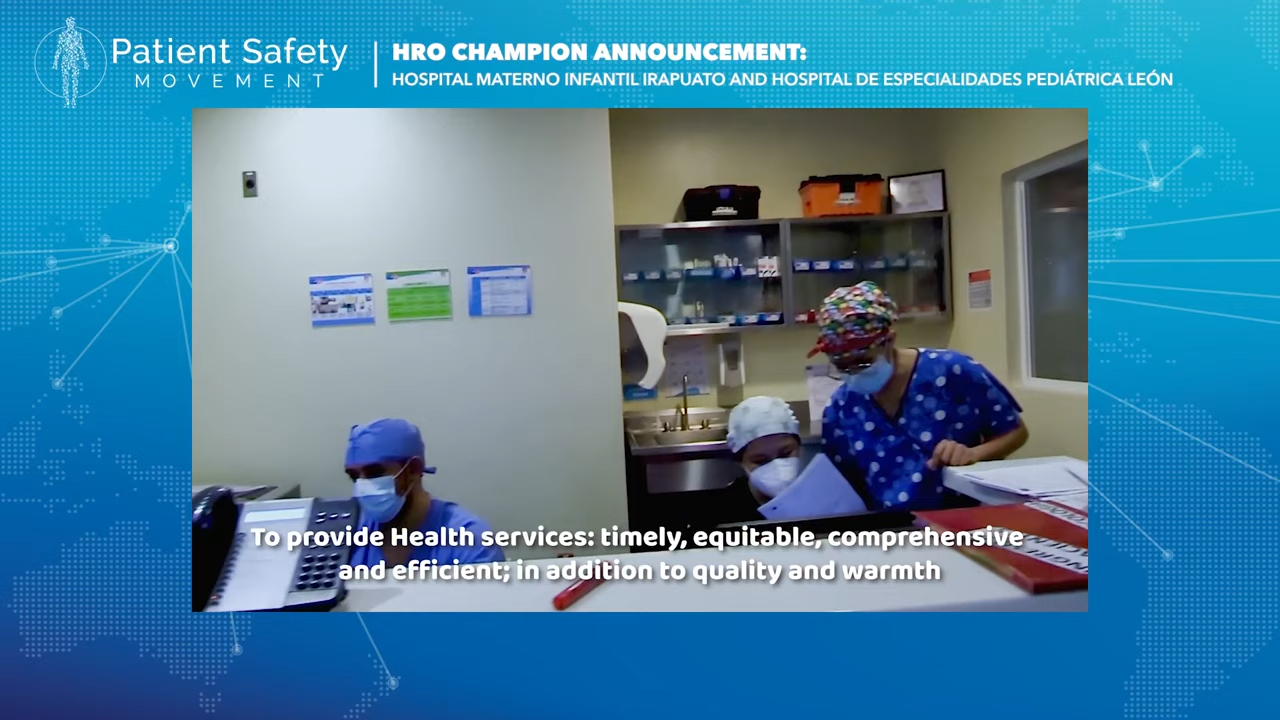 Patient Safety
MOVEMENT
HRO CHAMPION ANNOUNCEMENT:
HOSPITAL MATERNO INFANTIL IRAPUATO AND HOSPITAL DE ESPECIALIDADES PEDIÁTRICA LEÓN
To provide Health services: timely, equitable, comprehensive
and efficient; in addition to quality and warmth